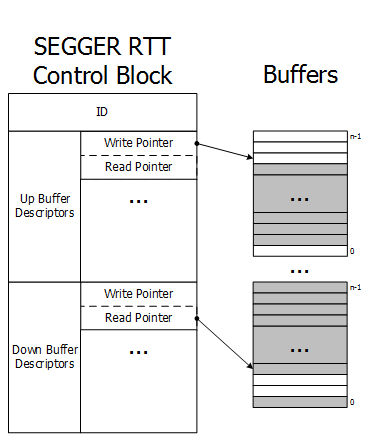 SEGGER RTT
Control Block
Buffers
ID
Write Pointer
Read Pointer
...
Up Buffer
Descriptors
n-1
...
0
...
Write Pointer
Read Pointer
...
Down Buffer
Descriptors
n-1
...
0